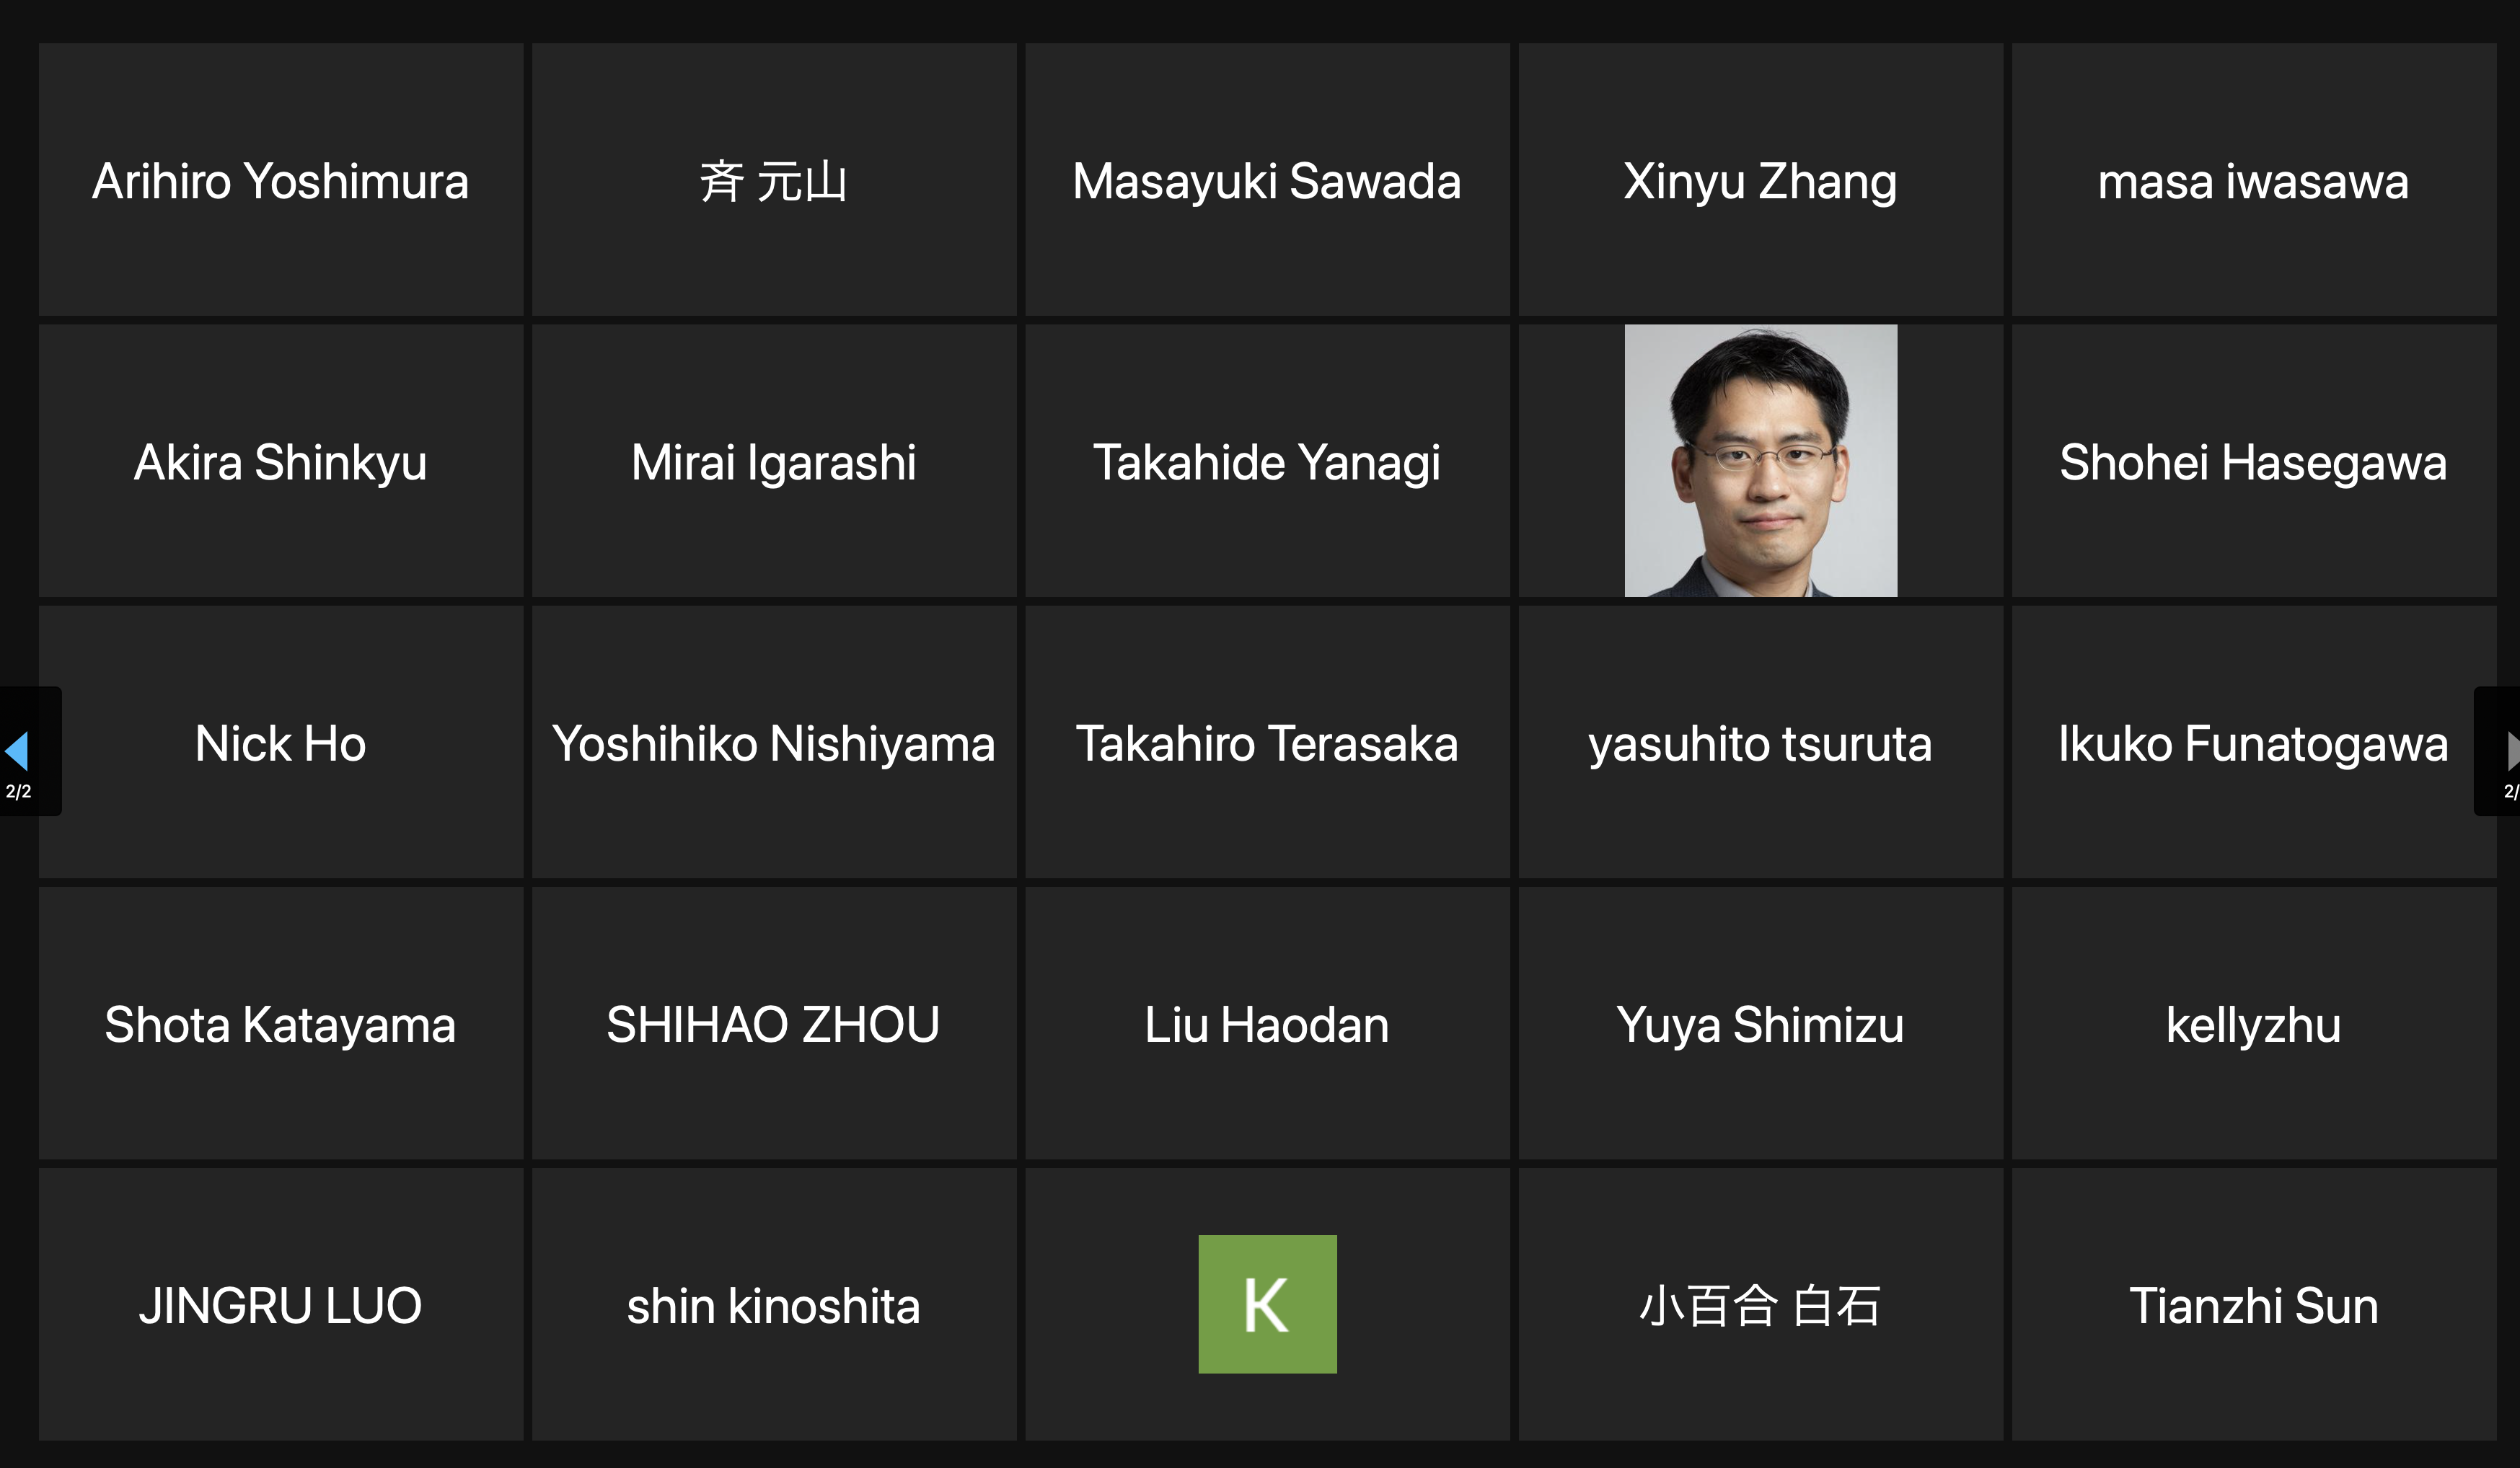 Arihiro Yoshimura
斉 元山
Masayuki Sawada
Xinyu Zhang
masa iwasawa
Akira Shinkyu
Mirai Igarashi
Takahide Yanagi
Shohei Hasegawa
Nick Ho
Yoshihiko Nishiyama
Takahiro Terasaka
yasuhito tsuruta
Ikuko Funatogawa
2/2
2/
Shota Katayama
SHIHAO ZHOU
Liu Haodan
Yuya Shimizu
kellyzhu
JINGRU LUO
shin kinoshita
K
小百合 白石
Tianzhi Sun